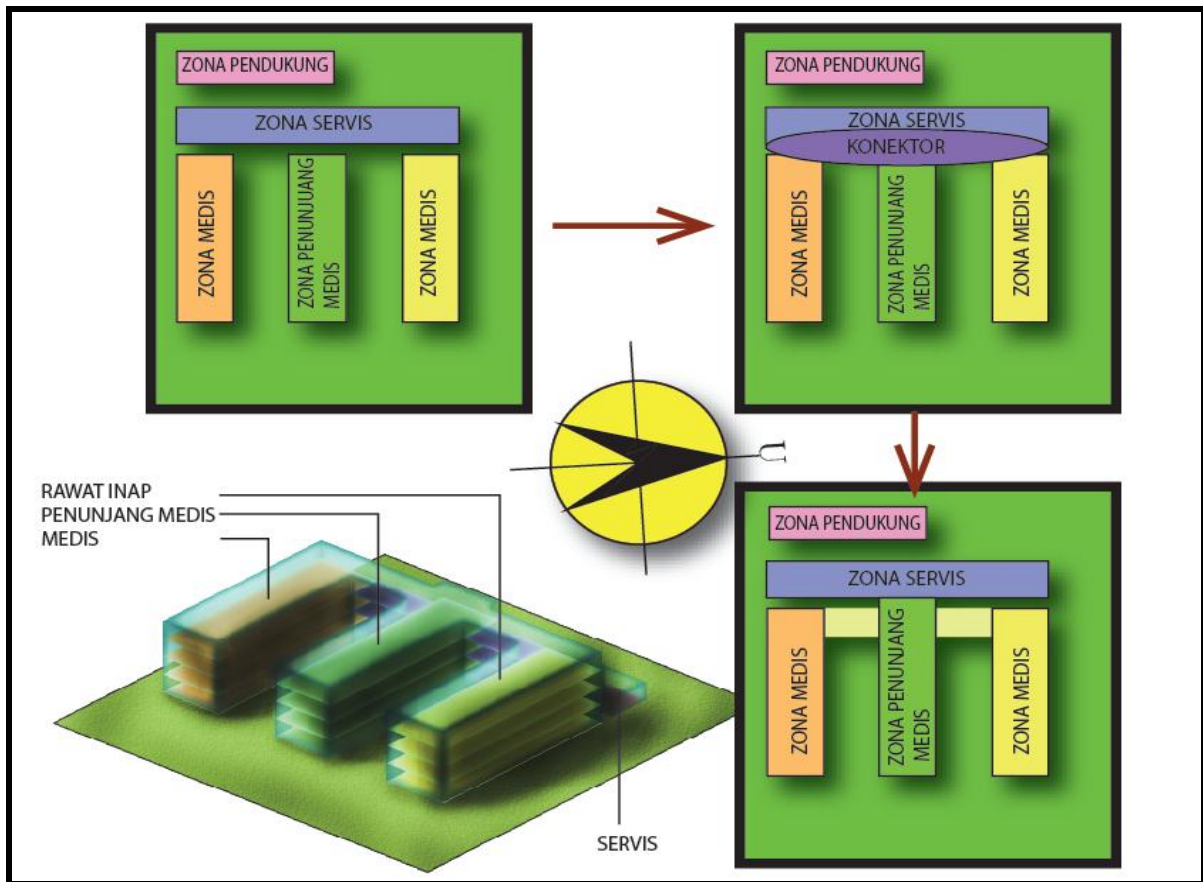 ZONA PENDUKUNG
ZONA SERVIS
ZONA MEDIS
ZONA PENUNJUANG
MEDIS
ZONA MEDIS
ZONA PENDUKUNG
ZONA SERVIS
KONEKTOR
ZONA MEDIS
ZONA PENUNJANG
MEDIS
ZONA MEDIS
U
RAWAT INAP
PENUNJANG MEDIS
MEDIS
SERVIS
ZONA PENDUKUNG
ZONA SERVIS
ZONA MEDIS
ZONA PENUNJANG
MEDIS
ZONA MEDIS